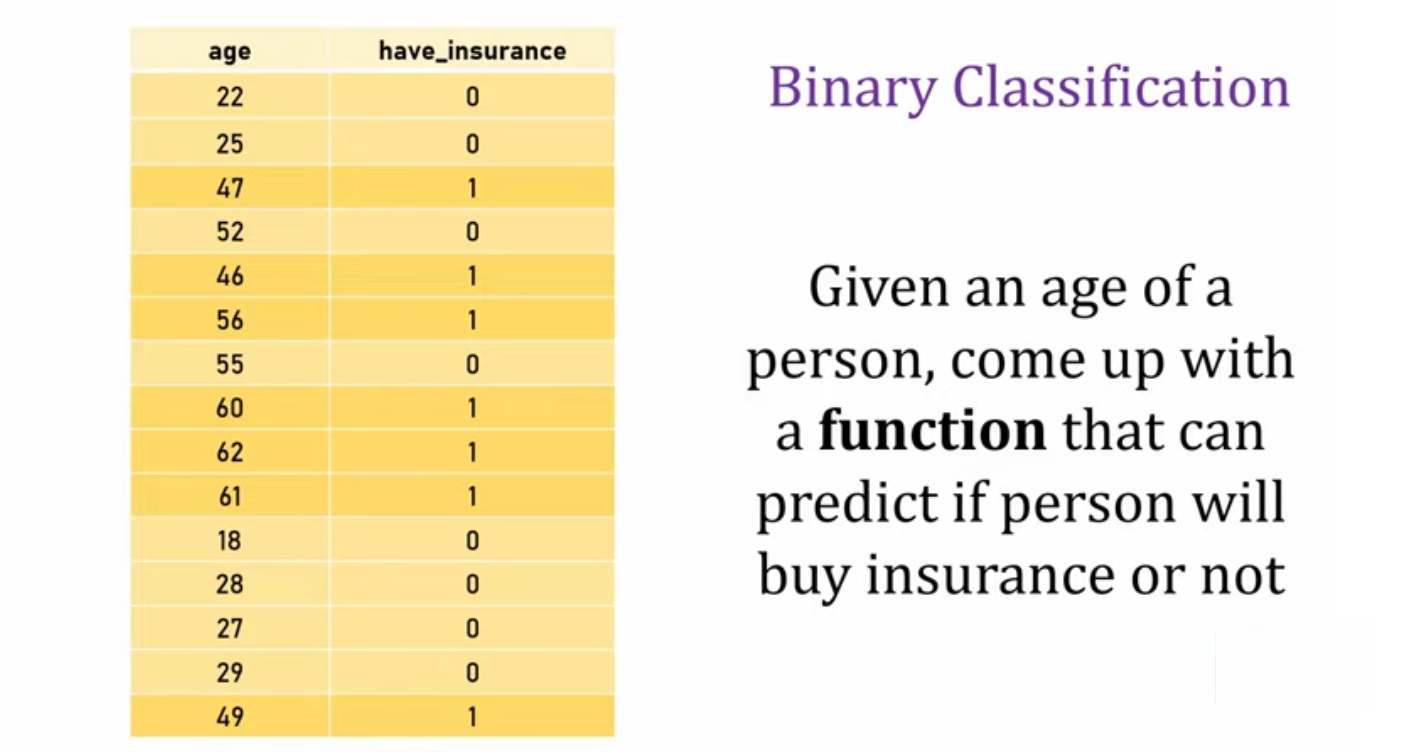 age have_insurance
22 0
25 0
47 1
52 0
46 1
56 1
55 0
60 1
62 1
61 1
18 0
28 0
27 0
29 0
49 1
Binary Classification
Given an age of a
person, come up with
a function that can
predict if person will
buy insurance or not